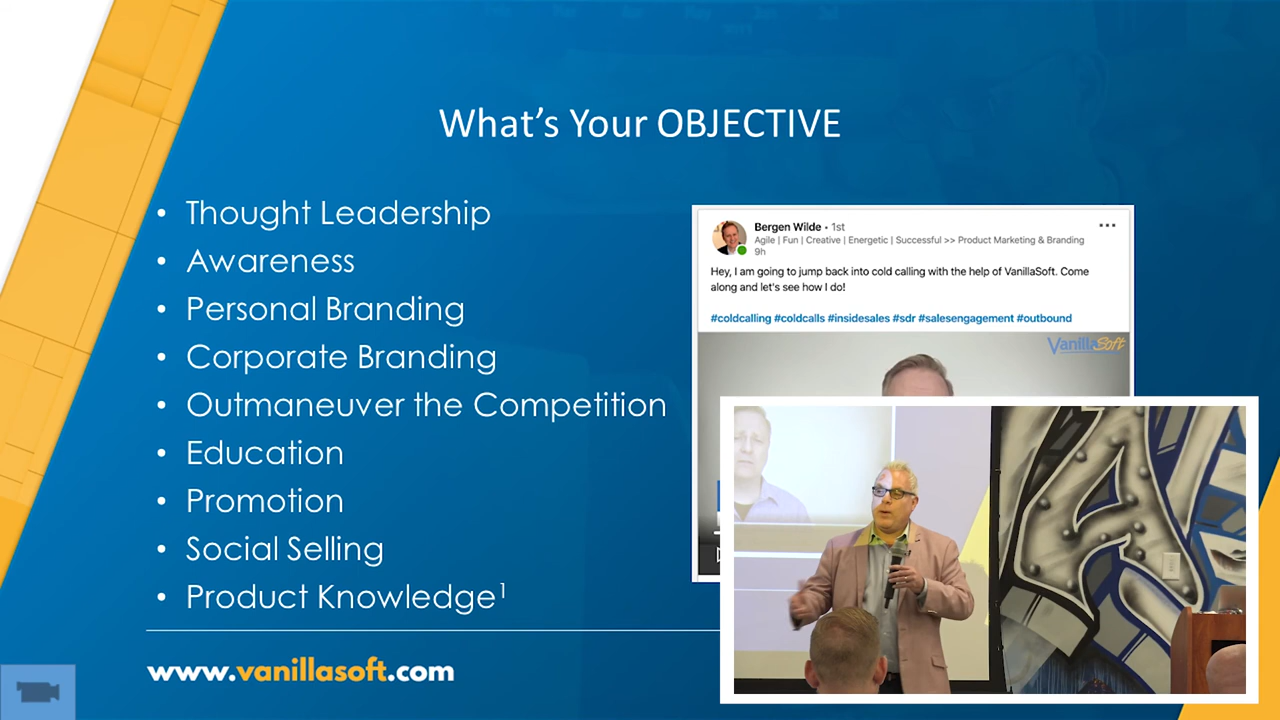 What's Your OBJECTIVE
• Thought Leadership
• Awareness
• Personal Branding
• Corporate Branding
• Outmaneuver the Competition
• Education
• Promotion
• Social Selling
• Product Knowledge¹
www.vanillasoft.com
Bergen Wilde • 1st
Agile | Fun | Creative | Energetic | Successful >> Product Marketing & Branding
9h
Hey, I am going to jump back into cold calling with the help of VanillaSoft. Come
along and let's see how I do!
#coldcalling #coldcalls #insidesales #sdr #salesengagement #outbound
VanillaSoft